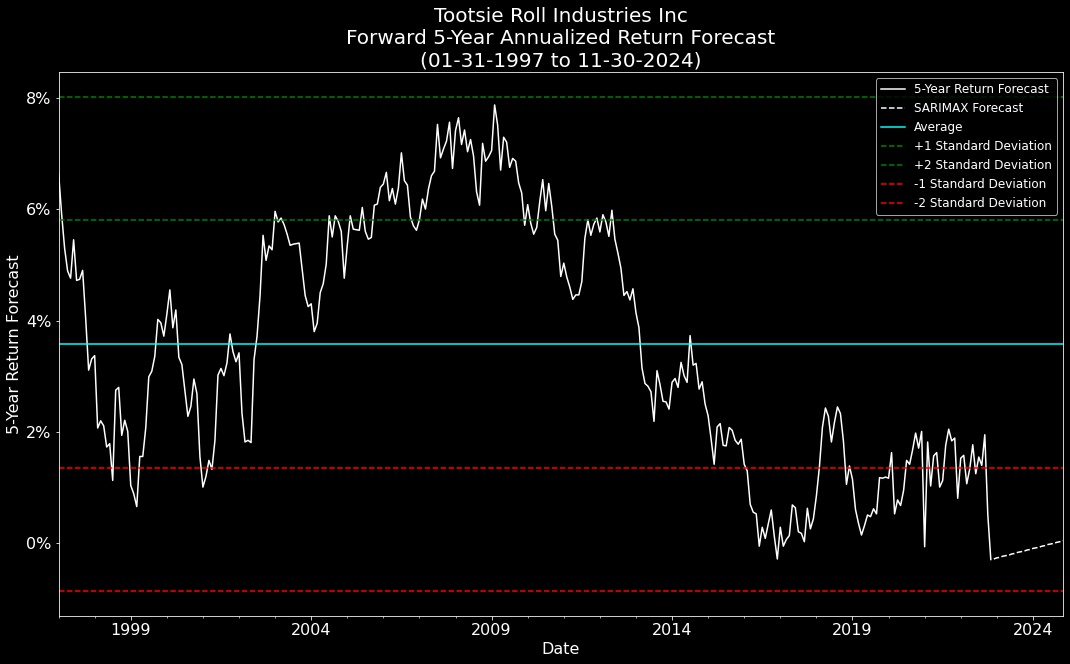 Tootsie Roll Industries Inc
Forward 5-Year Annualized Return Forecast
(01-31-1997 to 11-30-2024)
5-Year Return Forecast
SARIMAX Forecast
Average
+1 Standard Deviation
+2 Standard Deviation
-1 Standard Deviation
-2 Standard Deviation
5-Year Return Forecast
8%
6%
4%
2%
0%
1999
2004
2009
2014
2019
2024
Date